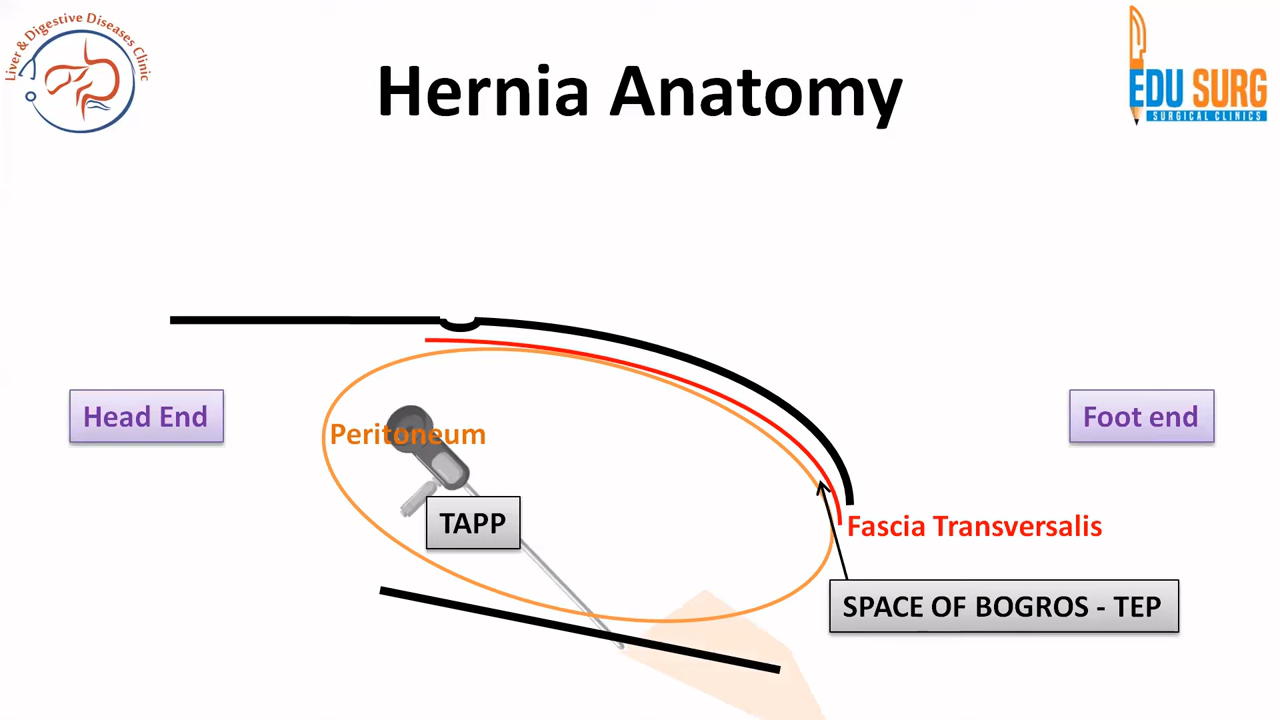 Liver & Digestive Diseases Clinic
EDU SURG
SURGICAL CLINICS
Hernia Anatomy
Head End
Foot end
Peritoneum
TAPP
Fascia Transversalis
SPACE OF BOGROS - TEP